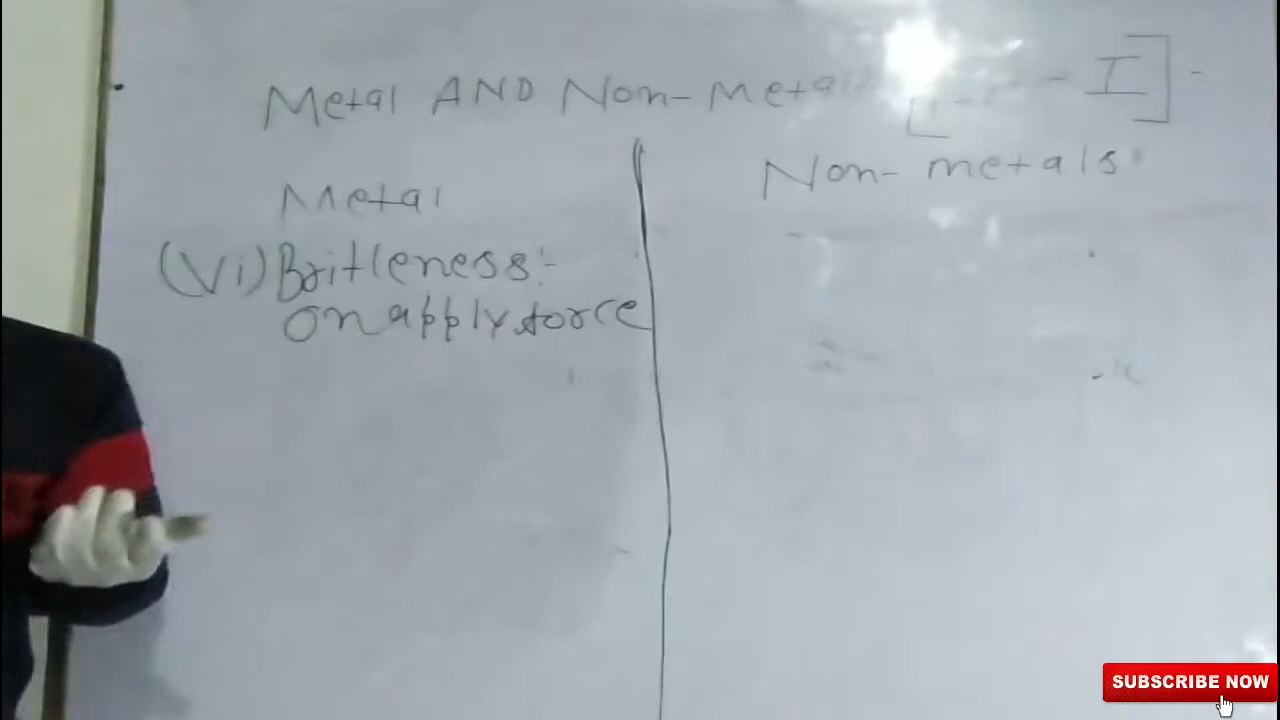 Metal AND Non-Metals I] -
Metal
Non-metals
(Vi) Britleness:-
on apply force
SUBSCRIBE NOW